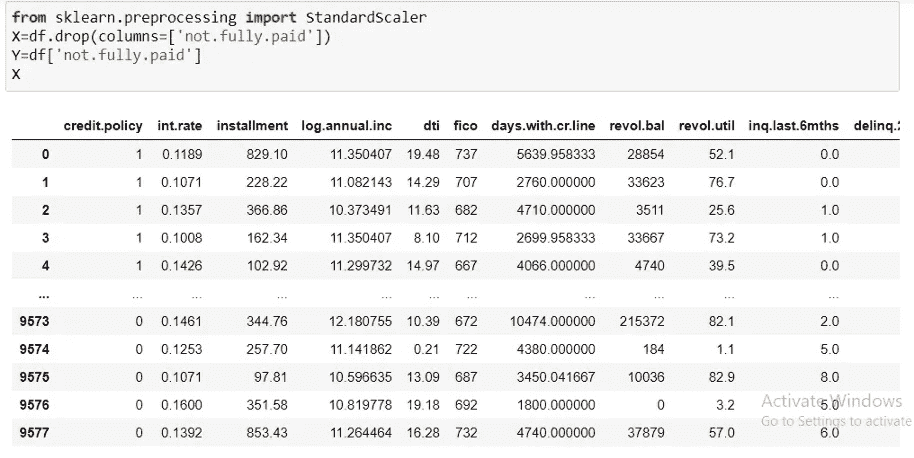 from sklearn.preprocessing import StandardScaler
X=df.drop(columns=['not.fully.paid'])
Y=df['not.fully.paid']
X
credit.policy int.rate installment log.annual.inc dti fico days.with.cr.line revol.bal revol.util inq.last.6mths delinq.2
0 1 0.1189 829.10 11.350407 19.48 737 5639.958333 28854 52.1 0.0
1 1 0.1071 228.22 11.082143 14.29 707 2760.000000 33623 76.7 0.0
2 1 0.1357 366.86 10.373491 11.63 682 4710.000000 3511 25.6 1.0
3 1 0.1008 162.34 11.350407 8.10 712 2699.958333 33667 73.2 1.0
4 1 0.1426 102.92 11.299732 14.97 667 4066.000000 4740 39.5 0.0
... ... ... ... ... ... ... ... ... ... ...
9573 0 0.1461 344.76 12.180755 10.39 672 10474.000000 215372 82.1 2.0
9574 0 0.1253 257.70 11.141862 0.21 722 4380.000000 184 1.1 5.0
9575 0 0.1071 97.81 10.596635 13.09 687 3450.041667 10036 82.9 8.0
9576 0 0.1600 351.58 10.819778 19.18 692 1800.000000 0 3.2 5.0
9577 0 0.1392 853.43 11.264464 16.28 732 4740.000000 37879 57.0 6.0
Activate Windows
Go to Settings to activate